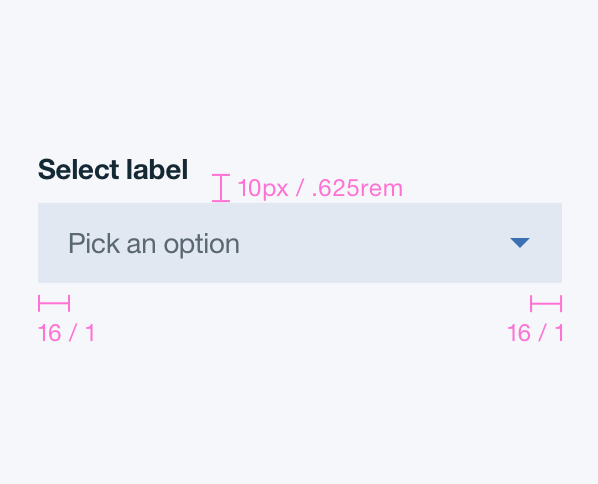 Select label
10px / .625rem
Pick an option
16 / 1
16 / 1